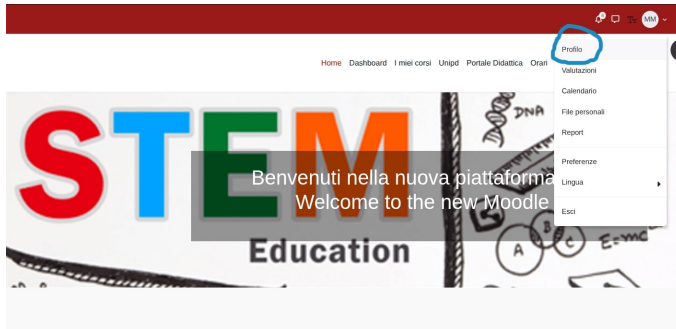 MM
Profilo
Home Dashboard I miei corsi Unipd Portale Didattica Orari
Valutazioni
Calendario
File personali
Report
Preferenze
Lingua
Esci
STEM
DNA
Benvenuti nella nuova piattaforma
Welcome to the new Moodle
Education
A
B
C
E=mc